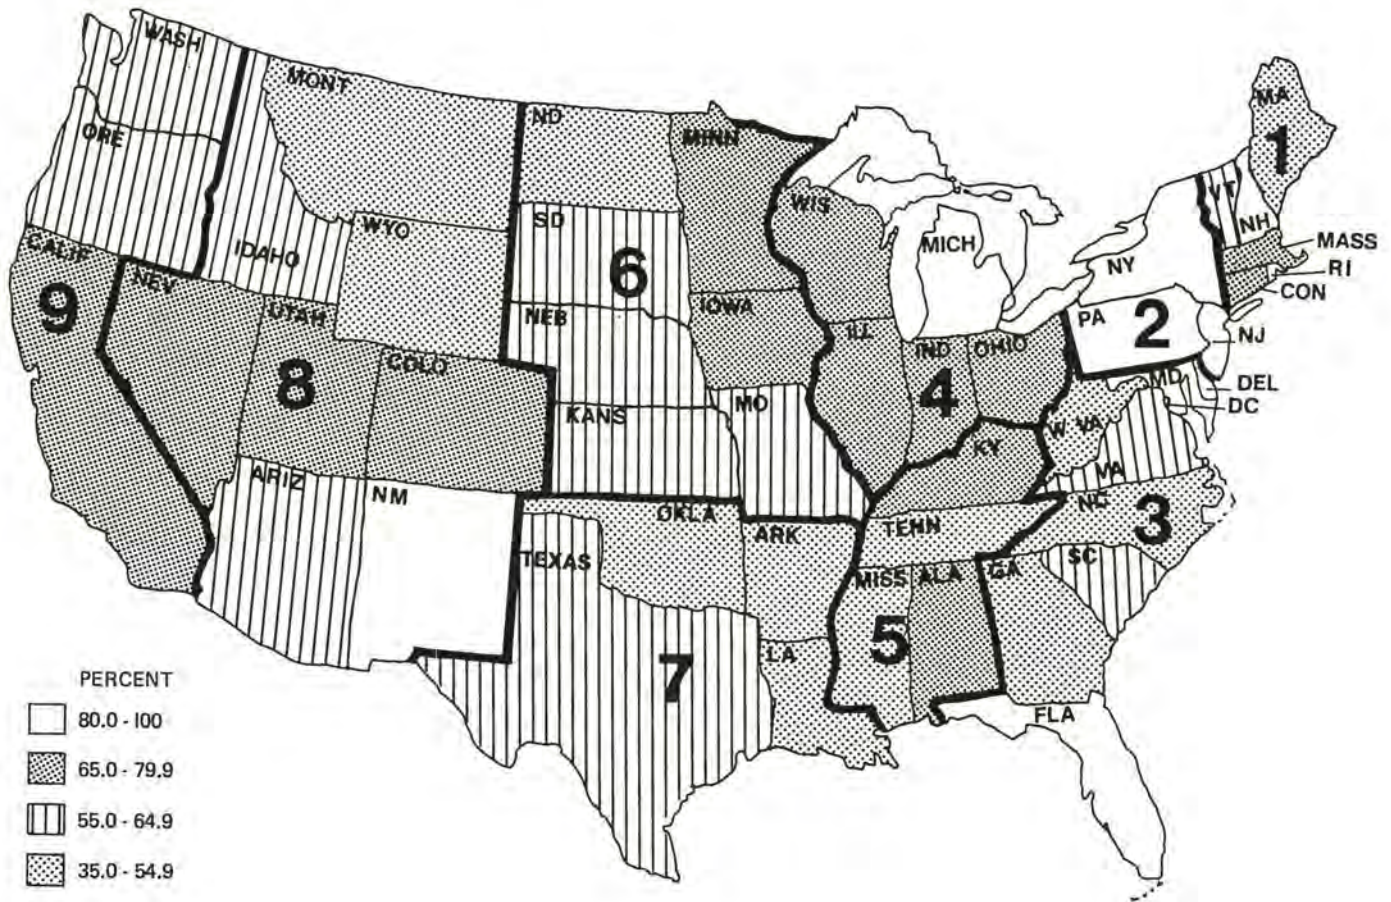 WASH
ORE
CALIF
9
NEV
IDAHO
MONT
WYO
UTAH
8
COLO
ARIZ
NM
ND
SD
6
NEB
KANS
MINN
IOWA
MO
OKLA
TEXAS
7
ARK
LA
WIS
MICH
ILL
IND
OHIO
4
KY
TENN
MISS
ALA
5
GA
FLA
SC
NC
3
VA
W VA
MD
DEL
DC
PA
2
NJ
NY
VT
NH
MA
1
MASS
RI
CON
PERCENT
80.0 - 100
65.0 - 79.9
55.0 - 64.9
35.0 - 54.9